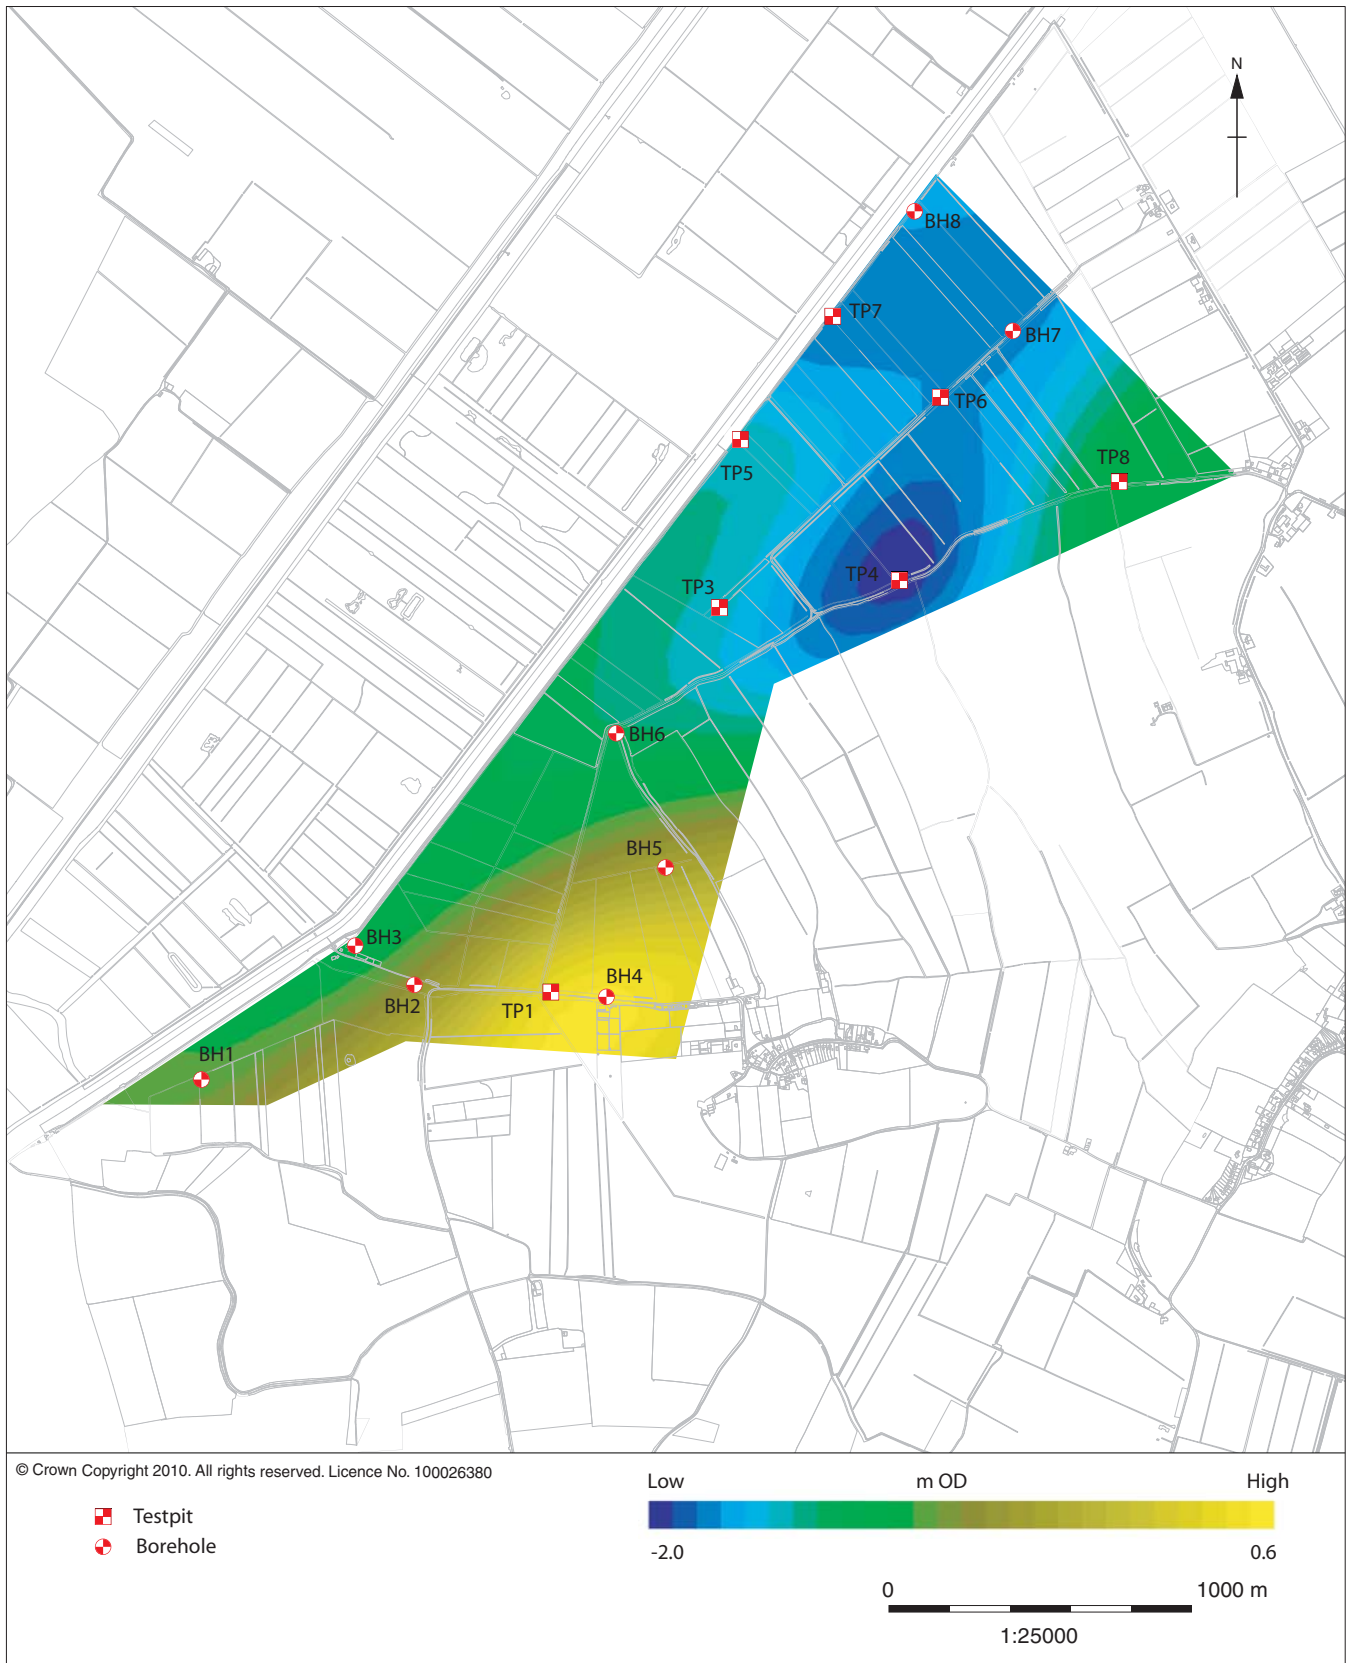 N
BH8
TP7
BH7
TP6
TP5
TP8
TP4
TP3
BH6
BH5
BH3
BH4
BH2
TP1
BH1
© Crown Copyright 2010. All rights reserved. Licence No. 100026380
Low m OD High
Testpit
Borehole
-2.0 0.6
0 1000 m
1:25000